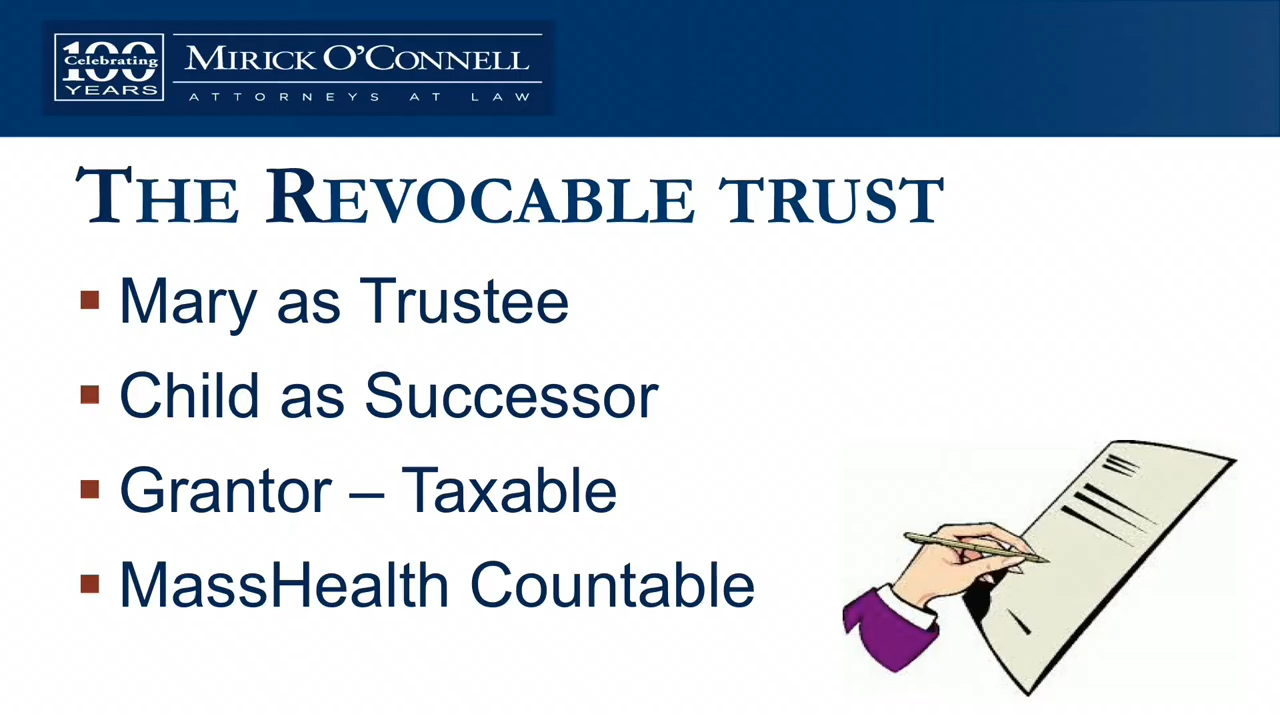 100
Celebrating
YEARS
MIRICK O'CONNELL
ATTORNEYS AT LAW
THE REVOCABLE TRUST
Mary as Trustee
Child as Successor
Grantor – Taxable
MassHealth Countable